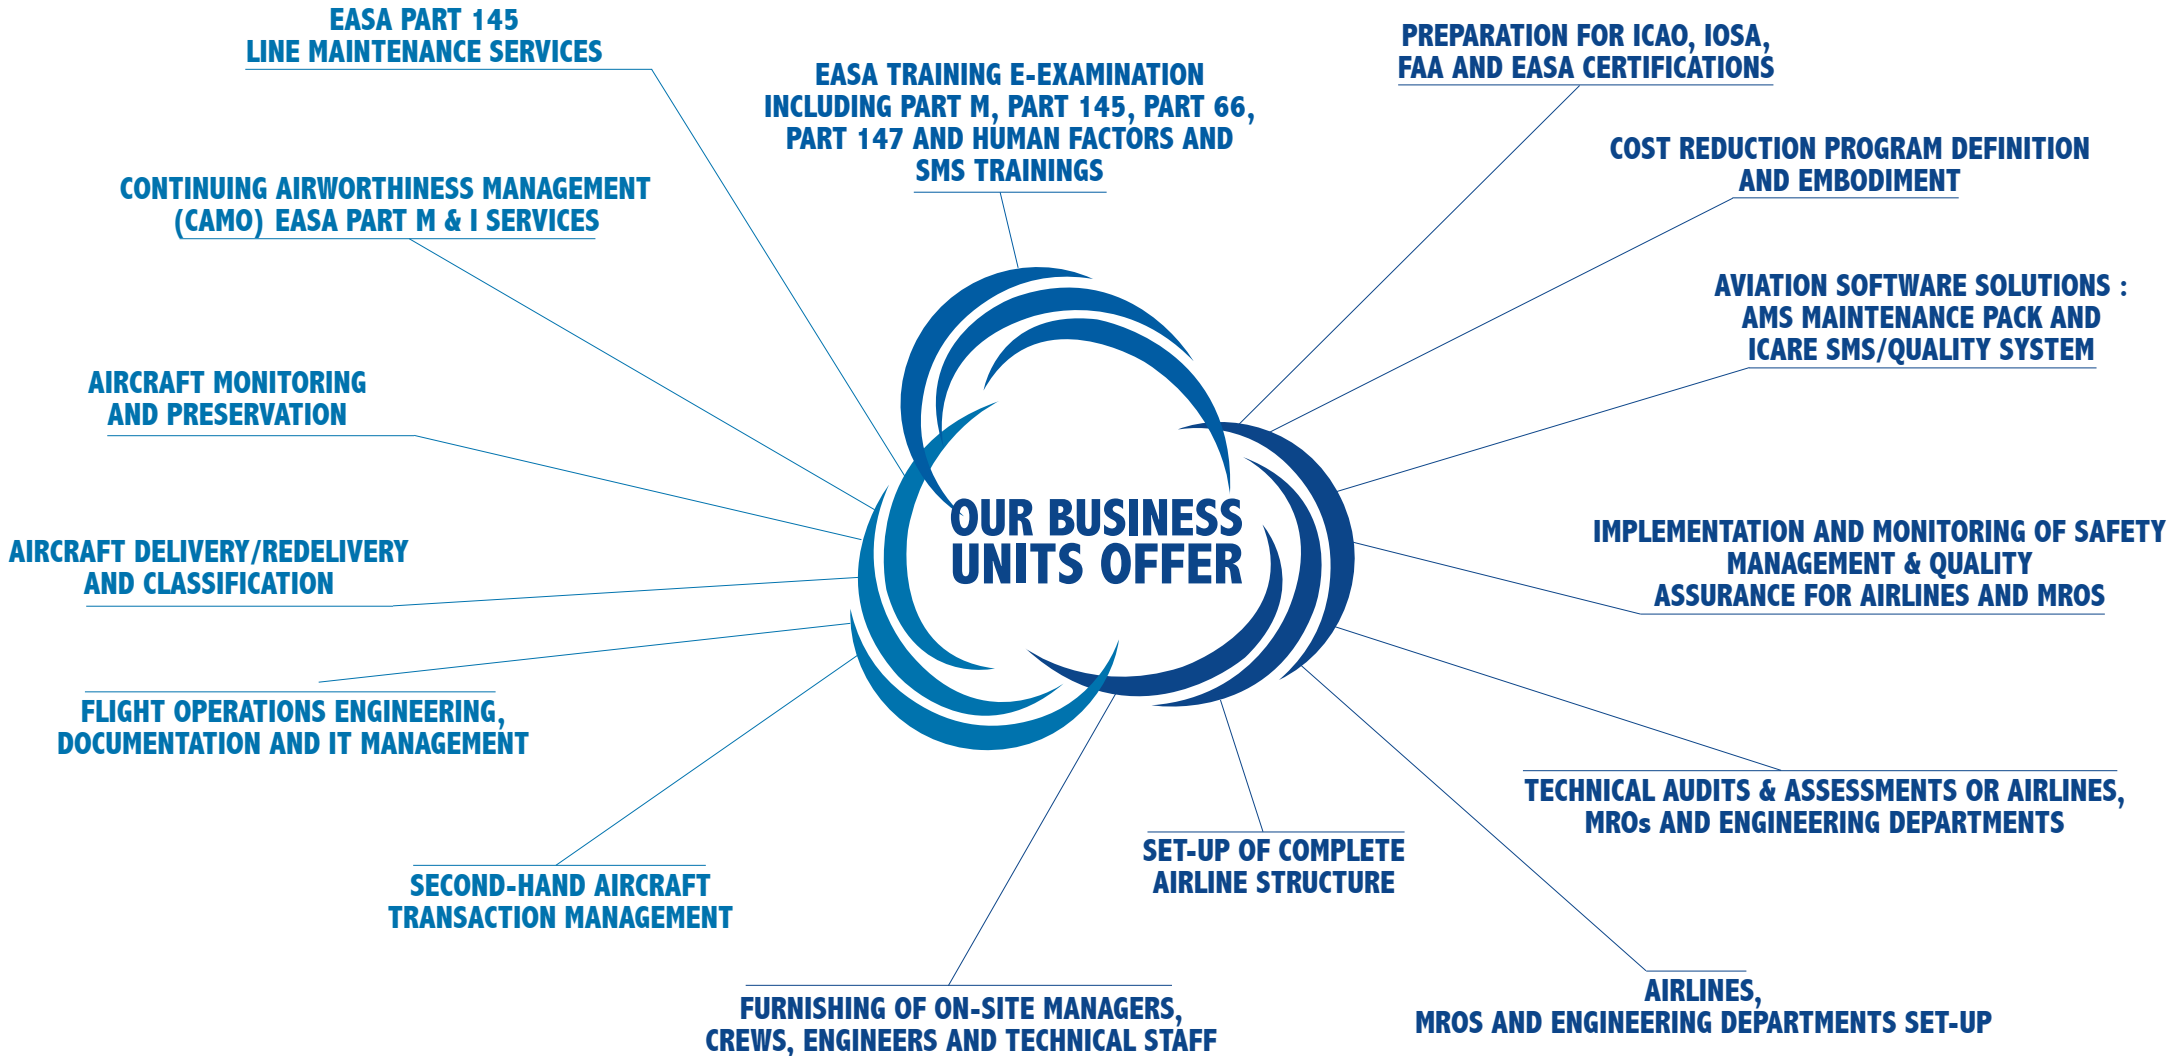 EASA PART 145
LINE MAINTENANCE SERVICES
EASA TRAINING E-EXAMINATION
INCLUDING PART M, PART 145, PART 66,
PART 147 AND HUMAN FACTORS AND
SMS TRAININGS
PREPARATION FOR ICAO, IOSA,
FAA AND EASA CERTIFICATIONS
COST REDUCTION PROGRAM DEFINITION
AND EMBODIMENT
CONTINUING AIRWORTHINESS MANAGEMENT
(CAMO) EASA PART M & I SERVICES
AVIATION SOFTWARE SOLUTIONS :
AMS MAINTENANCE PACK AND
ICARE SMS/QUALITY SYSTEM
AIRCRAFT MONITORING
AND PRESERVATION
OUR BUSINESS
UNITS OFFER
IMPLEMENTATION AND MONITORING OF SAFETY
MANAGEMENT & QUALITY
ASSURANCE FOR AIRLINES AND MROS
AIRCRAFT DELIVERY/REDELIVERY
AND CLASSIFICATION
FLIGHT OPERATIONS ENGINEERING,
DOCUMENTATION AND IT MANAGEMENT
TECHNICAL AUDITS & ASSESSMENTS OR AIRLINES,
MROs AND ENGINEERING DEPARTMENTS
SECOND-HAND AIRCRAFT
TRANSACTION MANAGEMENT
SET-UP OF COMPLETE
AIRLINE STRUCTURE
FURNISHING OF ON-SITE MANAGERS,
CREWS, ENGINEERS AND TECHNICAL STAFF
AIRLINES,
MROS AND ENGINEERING DEPARTMENTS SET-UP